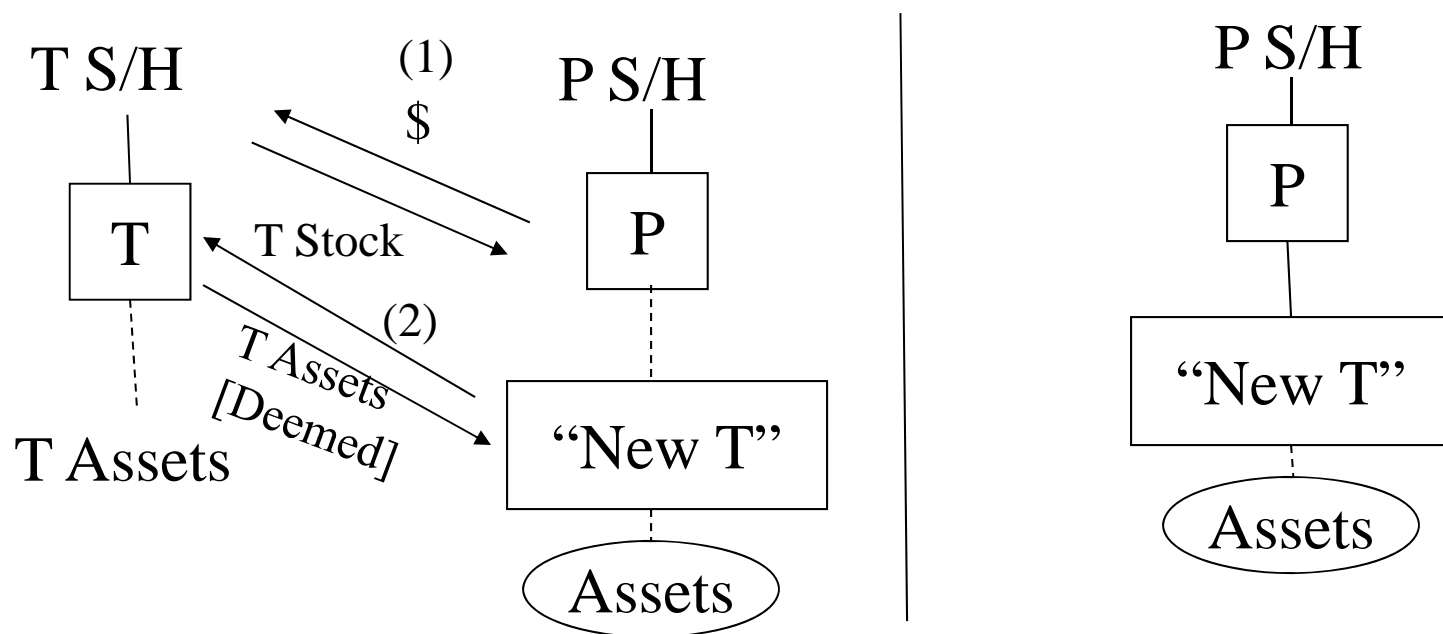 T S/H
(1)
$
P S/H
T
T Stock
P
(2)
T Assets
[Deemed]
T Assets
“New T”
Assets
P S/H
P
“New T”
Assets